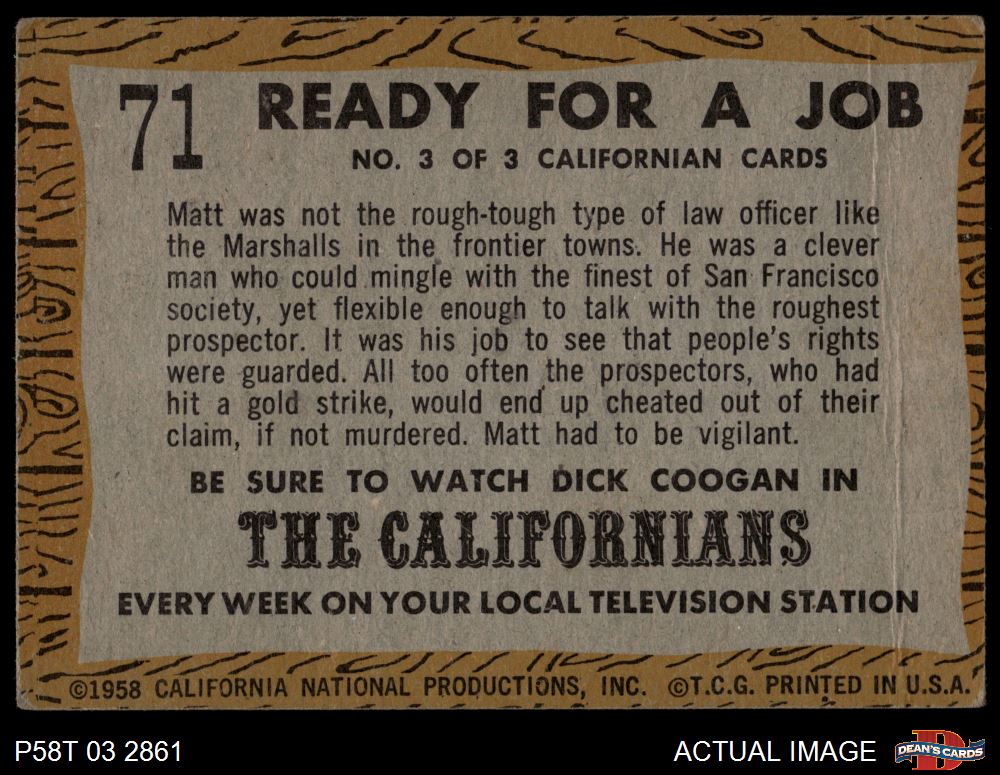 71
READY FOR A JOB
NO. 3 OF 3 CALIFORNIAN CARDS
Matt was not the rough-tough type of law officer like
the Marshalls in the frontier towns. He was a clever
man who could mingle with the finest of San Francisco
society, yet flexible enough to talk with the roughest
prospector. It was his job to see that people's rights
were guarded. All too often the prospectors, who had
hit a gold strike, would end up cheated out of their
claim, if not murdered. Matt had to be vigilant.
BE SURE TO WATCH DICK COOGAN IN
THE CALIFORNIANS
EVERY WEEK ON YOUR LOCAL TELEVISION STATION
©1958 CALIFORNIA NATIONAL PRODUCTIONS, INC. ©T.C.G. PRINTED IN U.S.A.
P58T 03 2861
ACTUAL IMAGE
D
DEAN'S CARDS